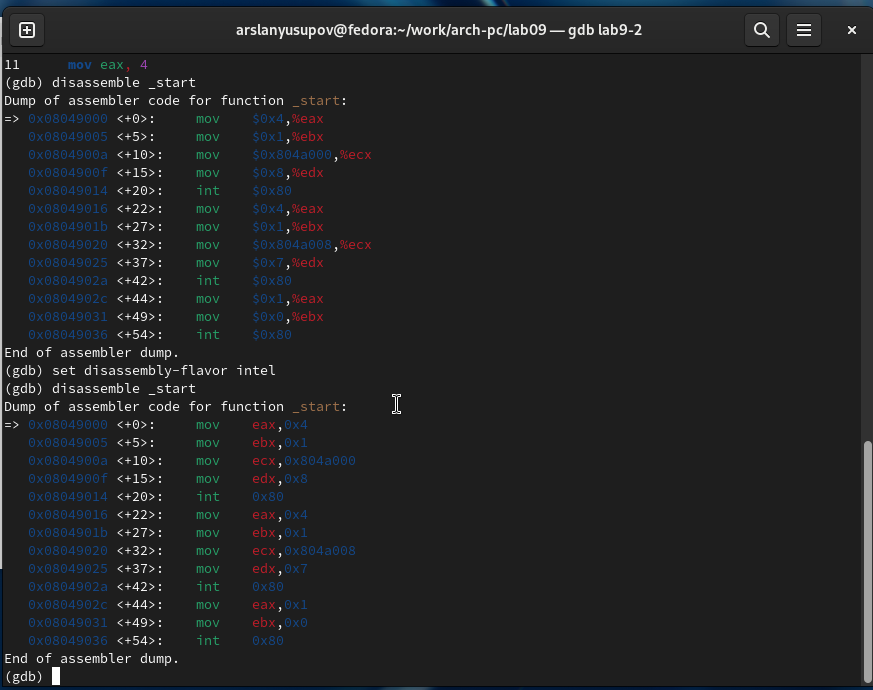 arslanyusupov@fedora:~/work/arch-pc/lab09 — gdb lab9-2
11      mov eax, 4
(gdb) disassemble _start
Dump of assembler code for function _start:
=> 0x08049000 <+0>:     mov    $0x4,%eax
   0x08049005 <+5>:     mov    $0x1,%ebx
   0x0804900a <+10>:    mov    $0x804a000,%ecx
   0x0804900f <+15>:    mov    $0x8,%edx
   0x08049014 <+20>:    int    $0x80
   0x08049016 <+22>:    mov    $0x4,%eax
   0x0804901b <+27>:    mov    $0x1,%ebx
   0x08049020 <+32>:    mov    $0x804a008,%ecx
   0x08049025 <+37>:    mov    $0x7,%edx
   0x0804902a <+42>:    int    $0x80
   0x0804902c <+44>:    mov    $0x1,%eax
   0x08049031 <+49>:    mov    $0x0,%ebx
   0x08049036 <+54>:    int    $0x80
End of assembler dump.
(gdb) set disassembly-flavor intel
(gdb) disassemble _start
Dump of assembler code for function _start:
=> 0x08049000 <+0>:     mov    eax,0x4
   0x08049005 <+5>:     mov    ebx,0x1
   0x0804900a <+10>:    mov    ecx,0x804a000
   0x0804900f <+15>:    mov    edx,0x8
   0x08049014 <+20>:    int    0x80
   0x08049016 <+22>:    mov    eax,0x4
   0x0804901b <+27>:    mov    ebx,0x1
   0x08049020 <+32>:    mov    ecx,0x804a008
   0x08049025 <+37>:    mov    edx,0x7
   0x0804902a <+42>:    int    0x80
   0x0804902c <+44>:    mov    eax,0x1
   0x08049031 <+49>:    mov    ebx,0x0
   0x08049036 <+54>:    int    0x80
End of assembler dump.
(gdb)